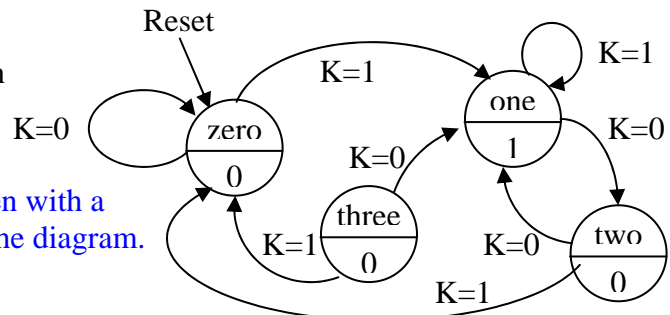 Reset
K=1
K=1
one
1
K=0
zero
0
K=0
K=0
three
0
K=1
K=0
two
0
K=1
en with a
ne diagram.